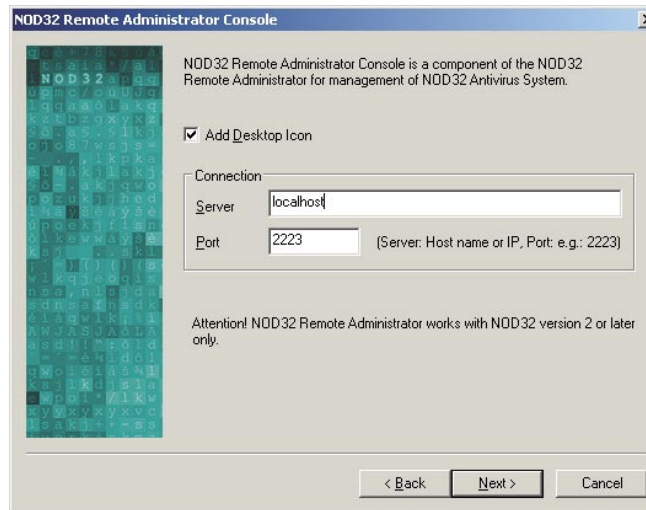 NOD32 Remote Administrator Console
NOD32
NOD32 Remote Administrator Console is a component of the NOD32
Remote Administrator for management of NOD32 Antivirus System.
Add Desktop Icon
Connection
Server localhost
Port 2223 (Server: Host name or IP, Port: e.g.: 2223)
Attention! NOD32 Remote Administrator works with NOD32 version 2 or later
only.
< Back Next > Cancel